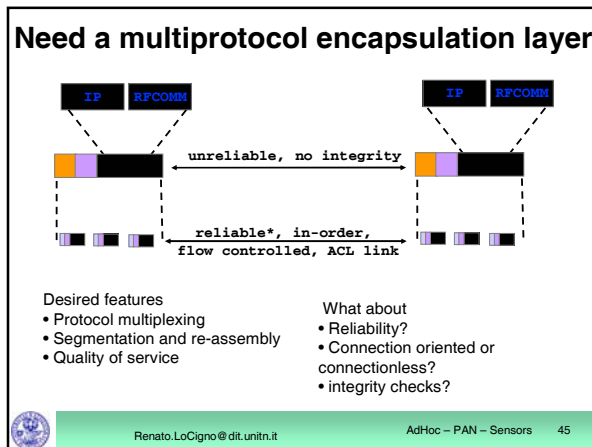 Need a multiprotocol encapsulation layer
IP RFCOMM
IP RFCOMM
unreliable, no integrity
reliable*, in-order,
flow controlled, ACL link
Desired features
• Protocol multiplexing
• Segmentation and re-assembly
• Quality of service
What about
• Reliability?
• Connection oriented or
connectionless?
• integrity checks?
Renato.LoCigno@dit.unitn.it
AdHoc – PAN – Sensors 45